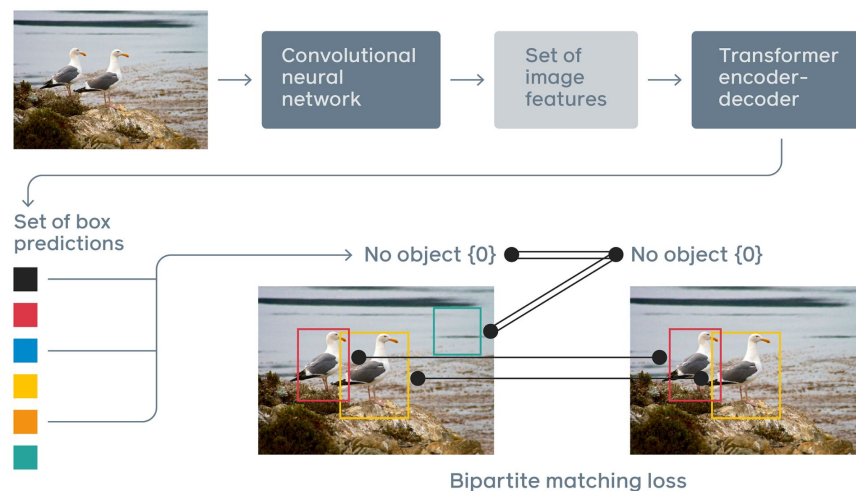 Convolutional
neural
network
Set of
image
features
Transformer
encoder-
decoder
Set of box
predictions
No object {0}
No object {0}
Bipartite matching loss